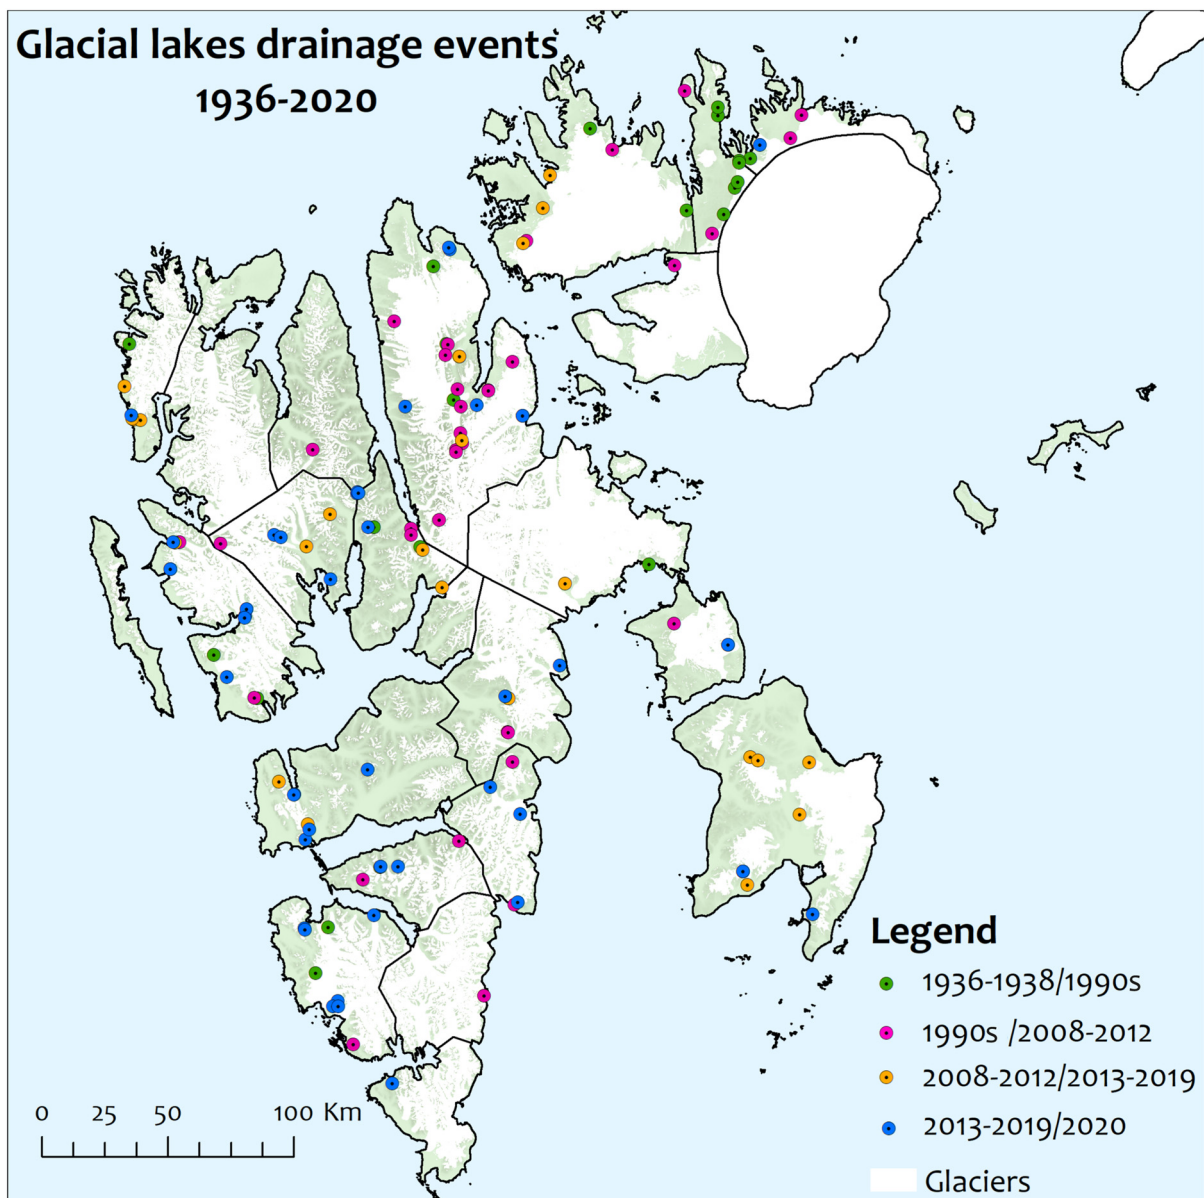 Glacial lakes drainage events
1936-2020
Legend
1936-1938/1990s
1990s /2008-2012
2008-2012/2013-2019
2013-2019/2020
Glaciers
0 25 50 100 Km